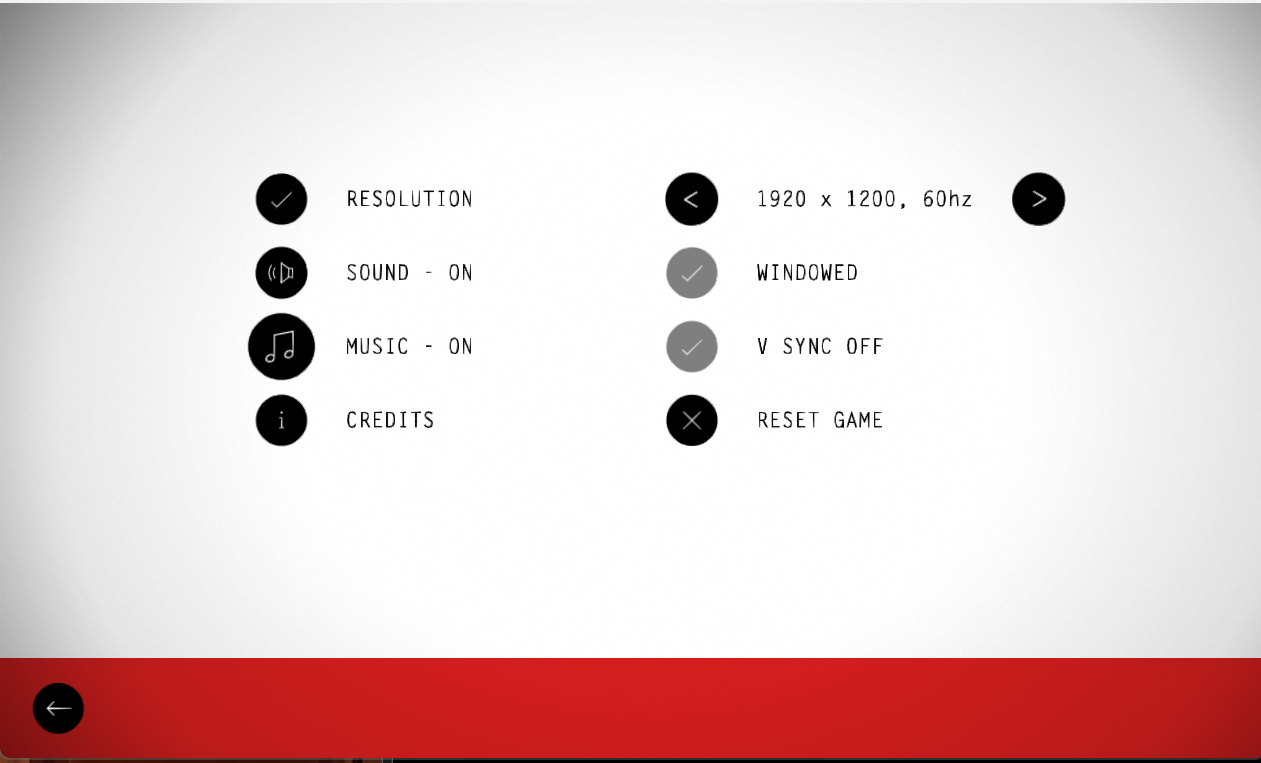 RESOLUTION
< 1920 x 1200, 60hz >
SOUND - ON
WINDOWED
MUSIC - ON
V SYNC OFF
i CREDITS
RESET GAME